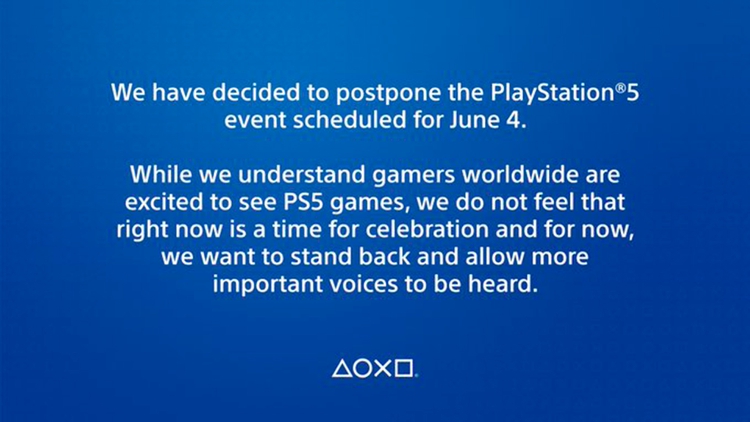 We have decided to postpone the PlayStation®5
event scheduled for June 4.
While we understand gamers worldwide are
excited to see PS5 games, we do not feel that
right now is a time for celebration and for now,
we want to stand back and allow more
important voices to be heard.